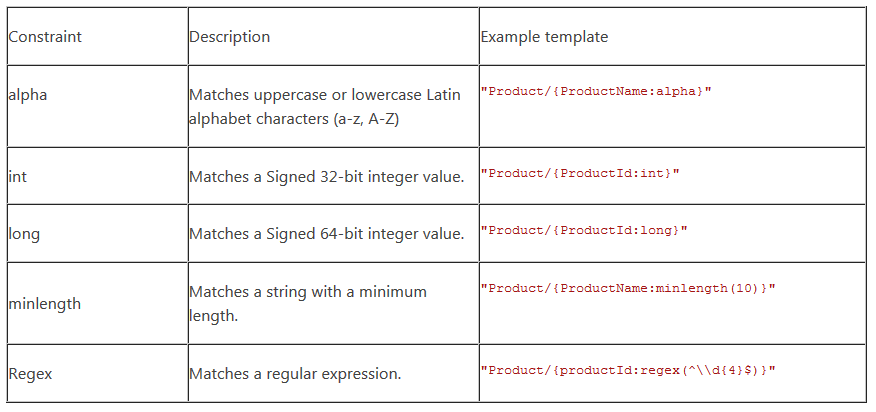 Constraint Description Example template
alpha Matches uppercase or lowercase Latin "Product/{ProductName:alpha}"
alphabet characters (a-z, A-Z)
int Matches a Signed 32-bit integer value. "Product/{ProductId:int}"
long Matches a Signed 64-bit integer value. "Product/{ProductId:long}"
minlength Matches a string with a minimum "Product/{ProductName:minlength(10)}"
length.
Regex Matches a regular expression. "Product/{productId:regex(^\\d{4}$)}"